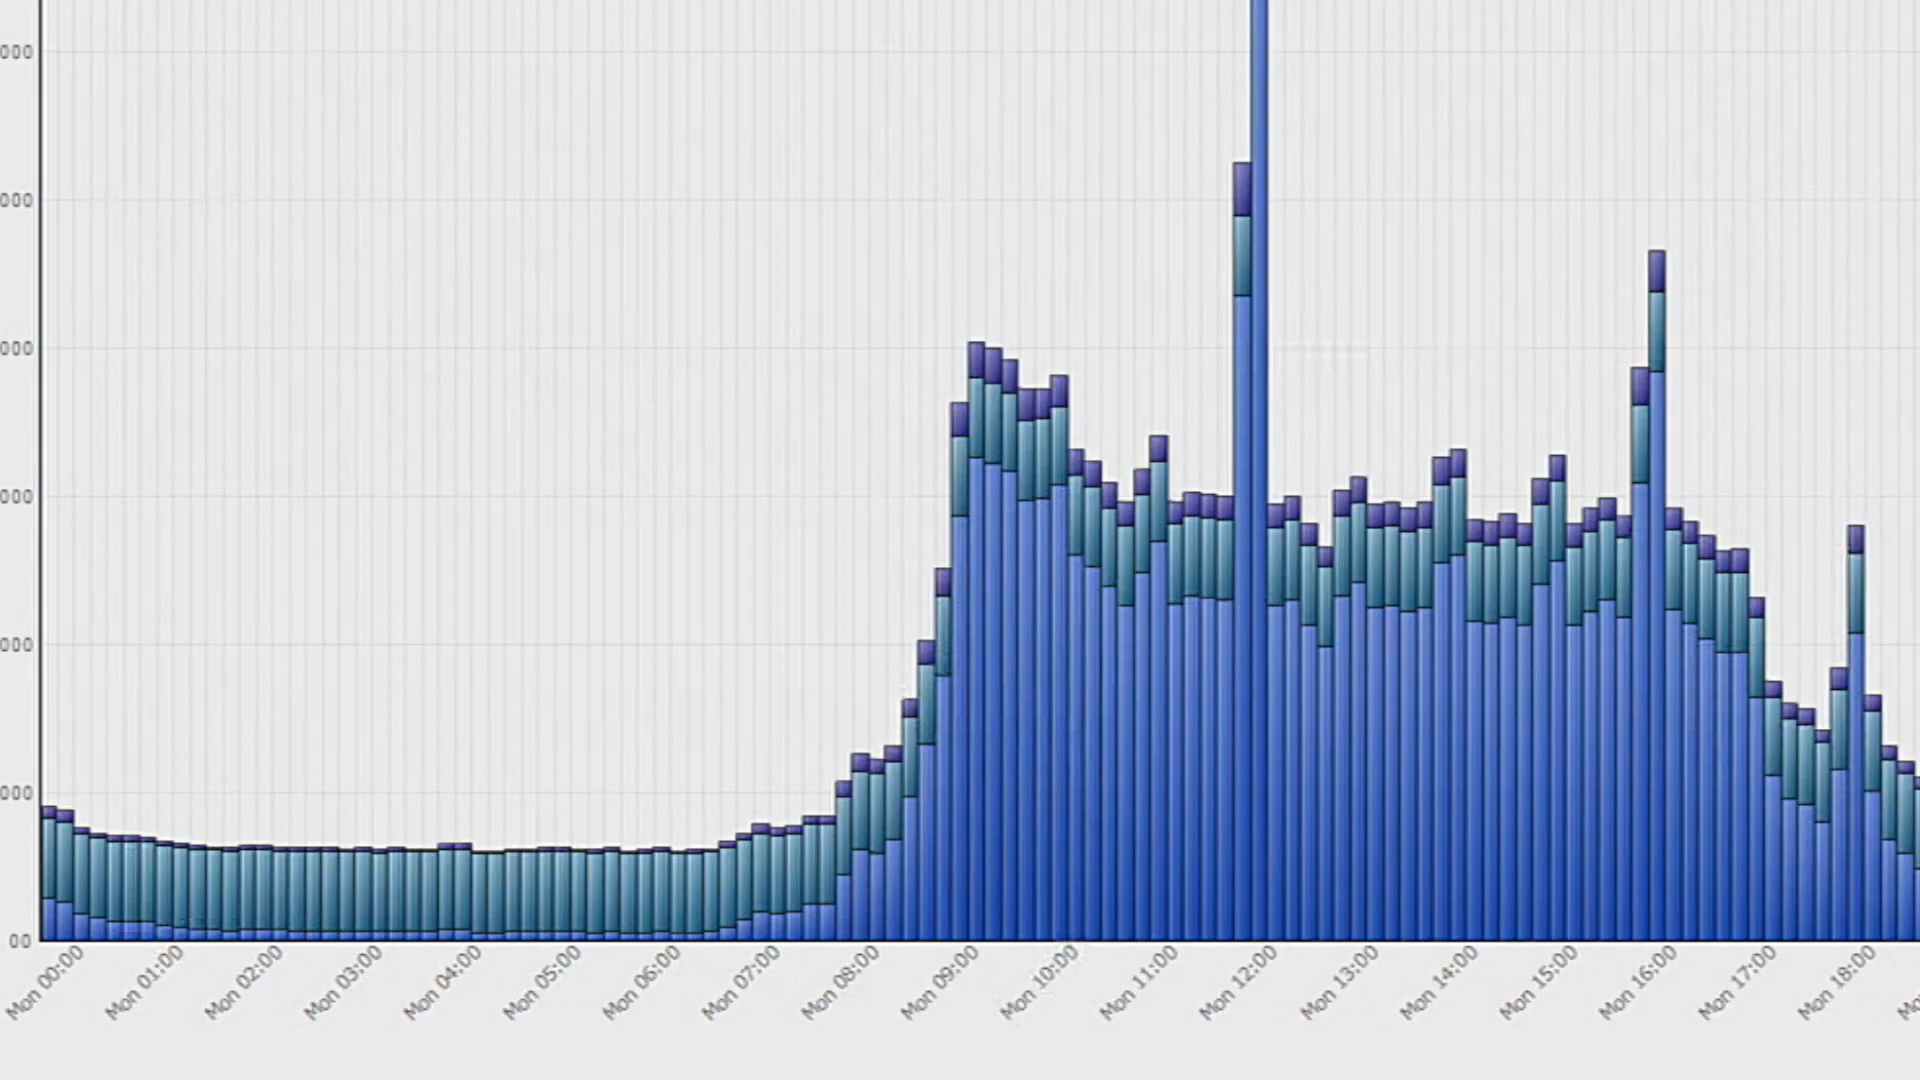 000
000
000
000
000
000
00
Mon 00:00
Mon 01:00
Mon 02:00
Mon 03:00
Mon 04:00
Mon 05:00
Mon 06:00
Mon 07:00
Mon 08:00
Mon 09:00
Mon 10:00
Mon 11:00
Mon 12:00
Mon 13:00
Mon 14:00
Mon 15:00
Mon 16:00
Mon 17:00
Mon 18:00
Mo